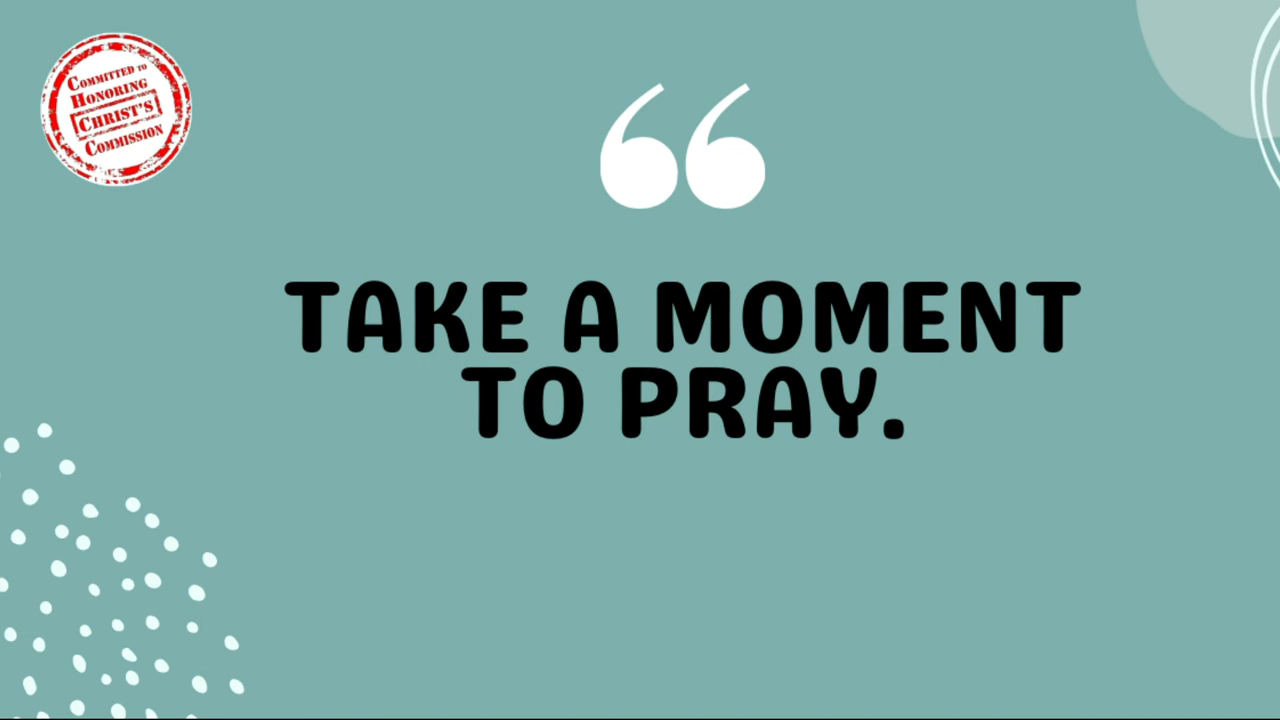 COMMITTED TO
HONORING
CHRIST'S
COMMISSION
“
TAKE A MOMENT
TO PRAY.